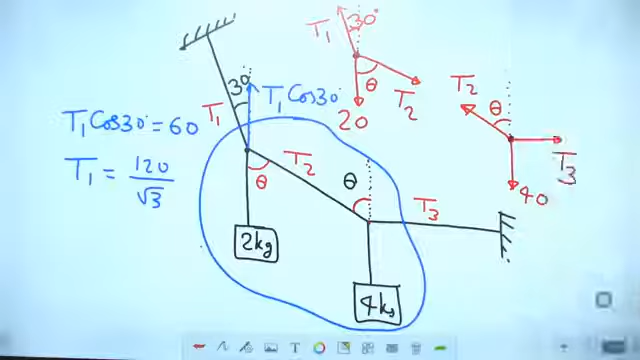 T₁ 30°
θ
T₂
20
T₂ θ
T₃
40
30°
T₁
T₁ Cos30°
T₁ Cos30° = 60
T₁ = 120/√3
T₂
θ
θ
T₃
2kg
4kg
T